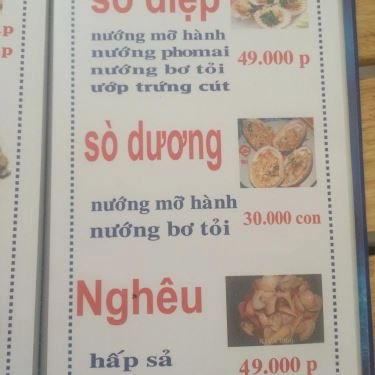 sò điệp
nướng mỡ hành
nướng phomai
nướng bơ tỏi
ướp trứng cút
49.000 p
sò dương
nướng mỡ hành
nướng bơ tỏi
30.000 con
Nghêu
hấp sả
49.000 p